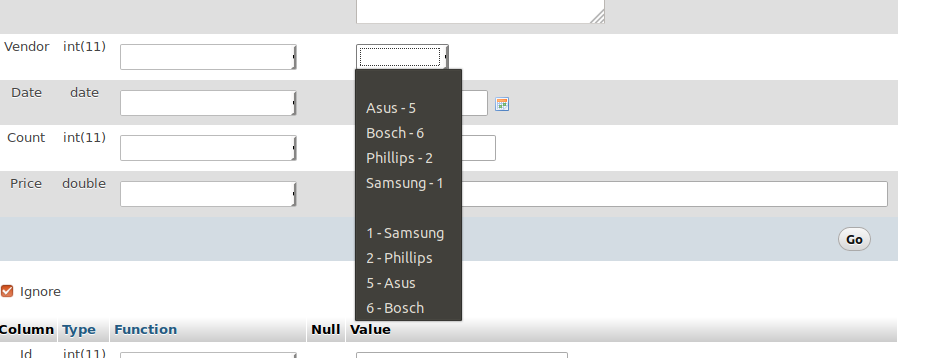 Vendor int(11)
Date date
Asus - 5
Count int(11)
Bosch - 6
Phillips - 2
Price double
Samsung - 1
1 - Samsung
Go
2 - Phillips
5 - Asus
Ignore
6 - Bosch
Column Type Function Null Value
Id int(11)